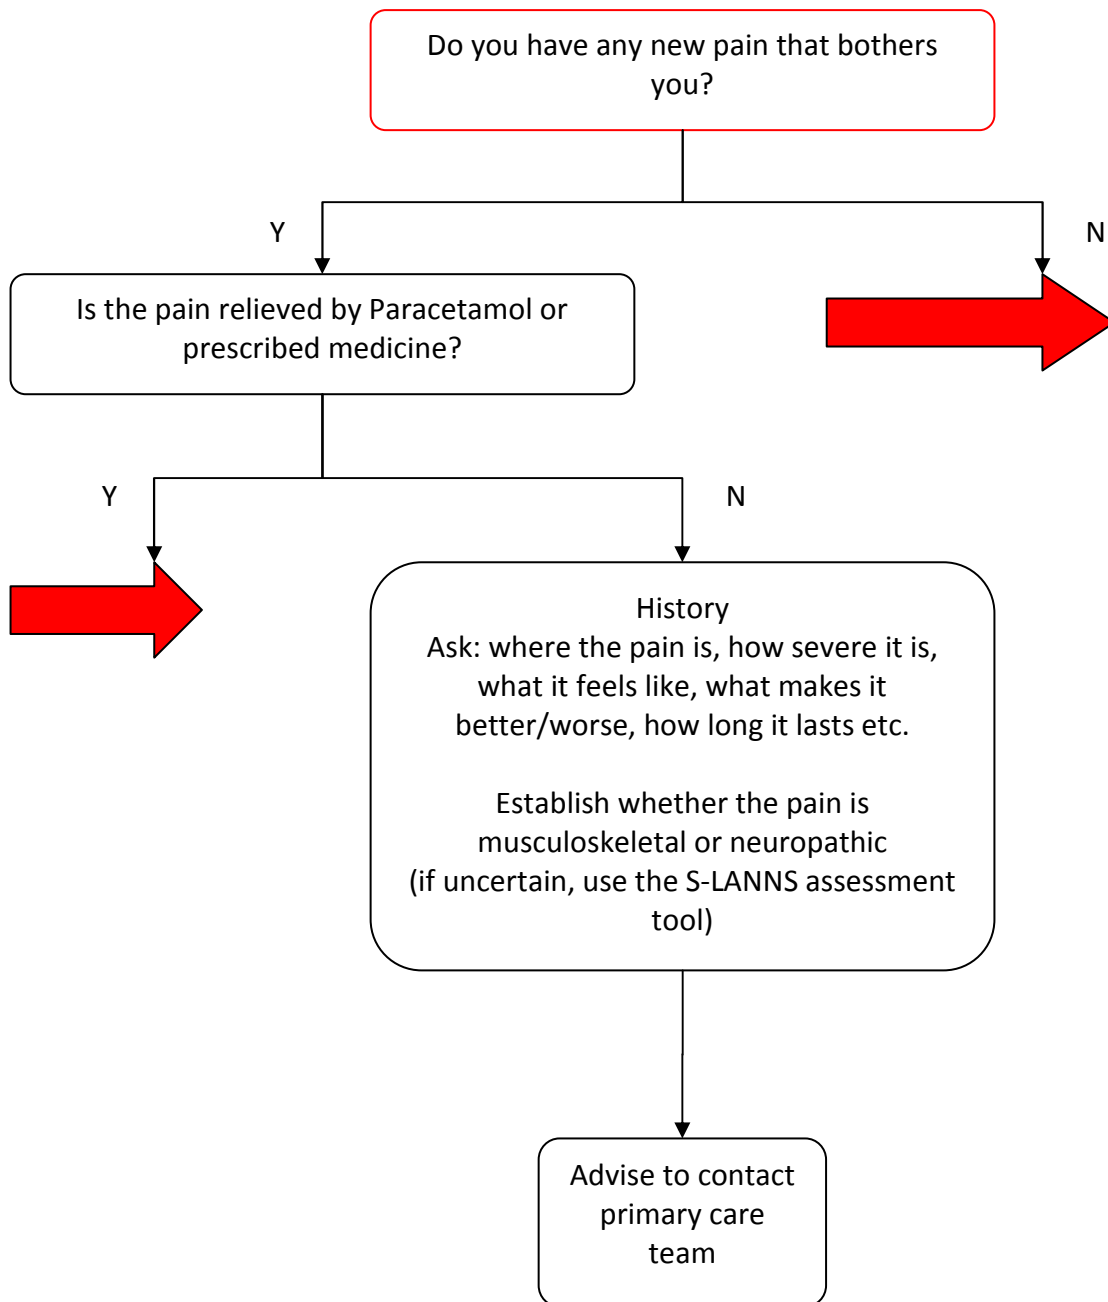 Do you have any new pain that bothers
you?
Y
N
Is the pain relieved by Paracetamol or
prescribed medicine?
Y
N
History
Ask: where the pain is, how severe it is,
what it feels like, what makes it
better/worse, how long it lasts etc.
Establish whether the pain is
musculoskeletal or neuropathic
(if uncertain, use the S-LANNS assessment
tool)
Advise to contact
primary care
team